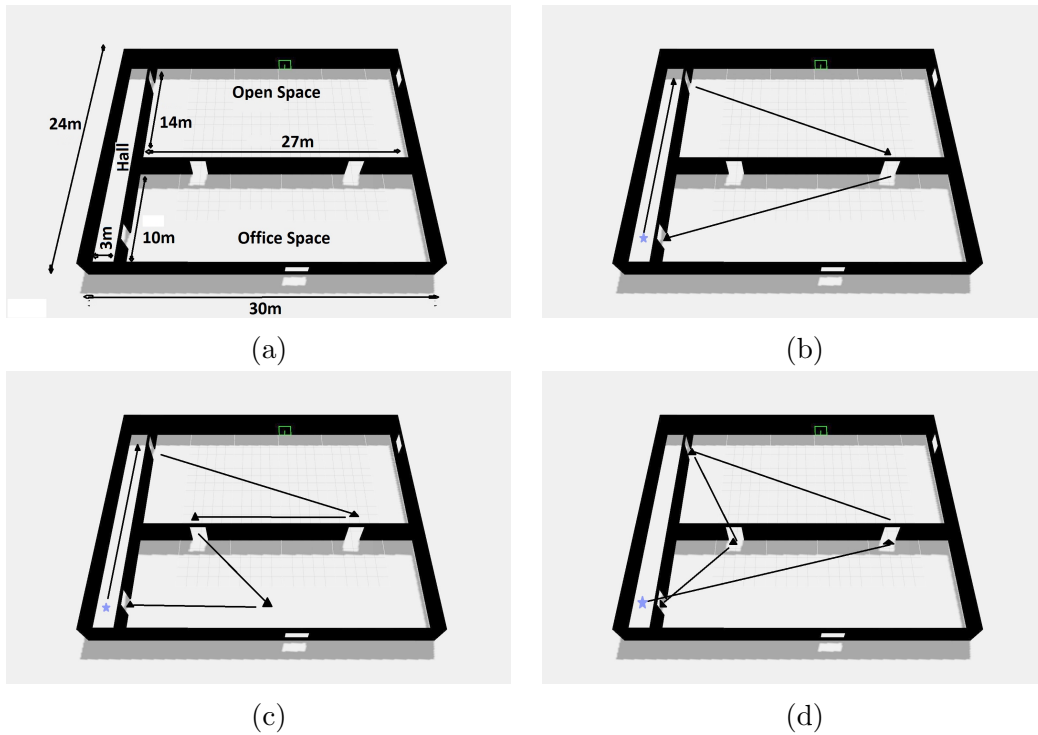 Open Space
24m
14m
27m
Hall
3m
10m
Office Space
30m
(a)
(b)
(c)
(d)